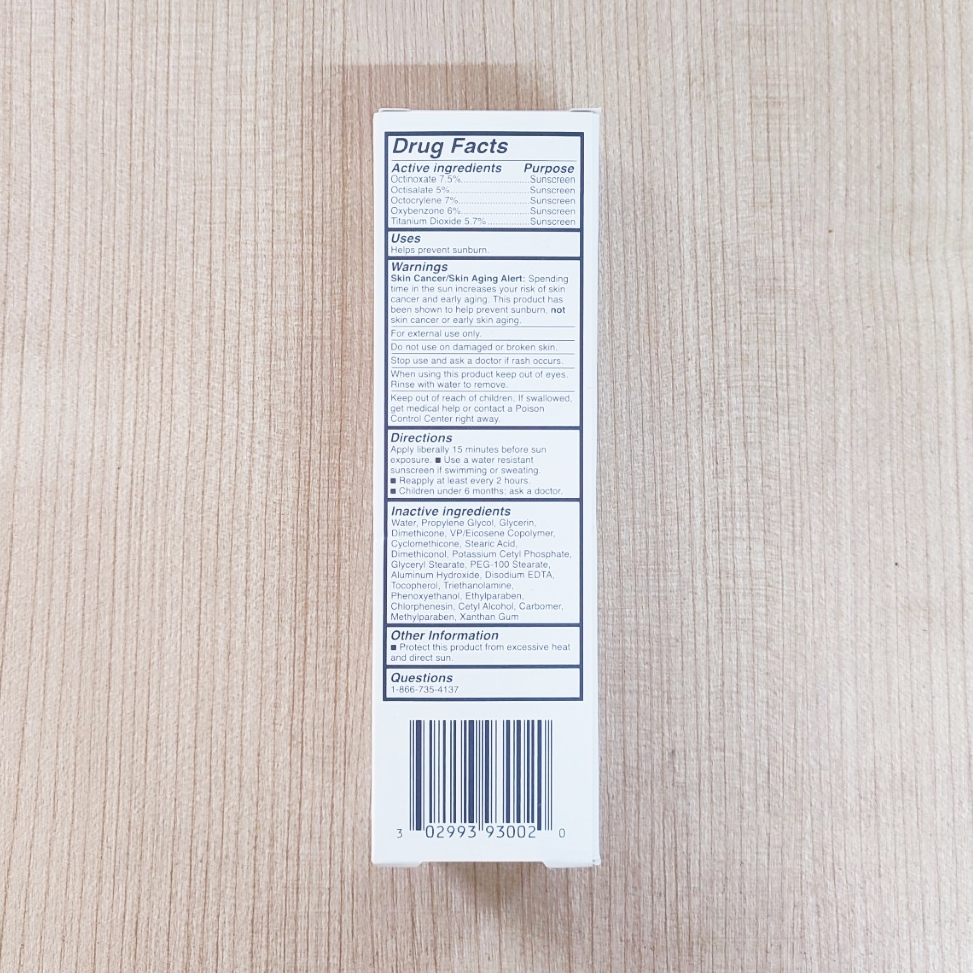 Drug Facts
Active ingredients Purpose
Octinoxate 7.5%..............................Sunscreen
Octisalate 5%..............................Sunscreen
Octocrylene 7%..............................Sunscreen
Oxybenzone 6%..............................Sunscreen
Titanium Dioxide 5.7%..............................Sunscreen
Uses
Helps prevent sunburn.
Warnings
Skin Cancer/Skin Aging Alert: Spending
time in the sun increases your risk of skin
cancer and early aging. This product has
been shown to help prevent sunburn, not
skin cancer or early skin aging.
For external use only.
Do not use on damaged or broken skin.
Stop use and ask a doctor if rash occurs.
When using this product keep out of eyes.
Rinse with water to remove.
Keep out of reach of children. If swallowed,
get medical help or contact a Poison
Control Center right away.
Directions
Apply liberally 15 minutes before sun
exposure. ■ Use a water resistant
sunscreen if swimming or sweating.
■ Reapply at least every 2 hours.
■ Children under 6 months: ask a doctor.
Inactive ingredients
Water, Propylene Glycol, Glycerin,
Dimethicone, VP/Eicosene Copolymer,
Cyclomethicone, Stearic Acid,
Dimethiconol, Potassium Cetyl Phosphate,
Glyceryl Stearate, PEG-100 Stearate,
Aluminum Hydroxide, Disodium EDTA,
Tocopherol, Triethanolamine,
Phenoxyethanol, Ethylparaben,
Chlorphenesin, Cetyl Alcohol, Carbomer,
Methylparaben, Xanthan Gum
Other Information
■ Protect this product from excessive heat
and direct sun.
Questions
1-866-735-4137
3 02993 93002 0